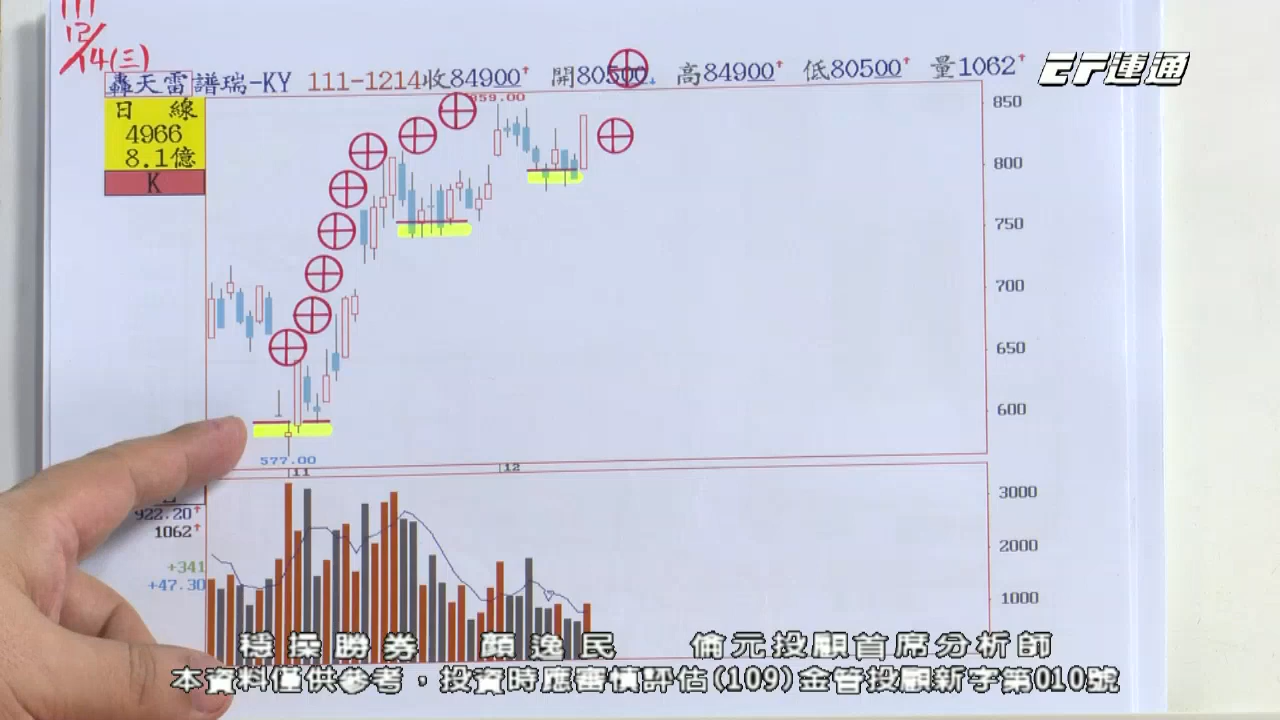 111
12/14(三)
轟天雷 譜瑞-KY 111-1214收84900↑ 開80500 高84900↑ 低80500↑ 量1062↑
EF運通
日 線
4966
8.1億
K
859.00
850
800
750
700
650
600
577.00
11
12
922.20↑
1062↑
+341
+47.30
3000
2000
1000
穩操勝券 顏逸民 倫元投顧首席分析師
本資料僅供參考，投資時應審慎評估(109)金管投顧新字第010號